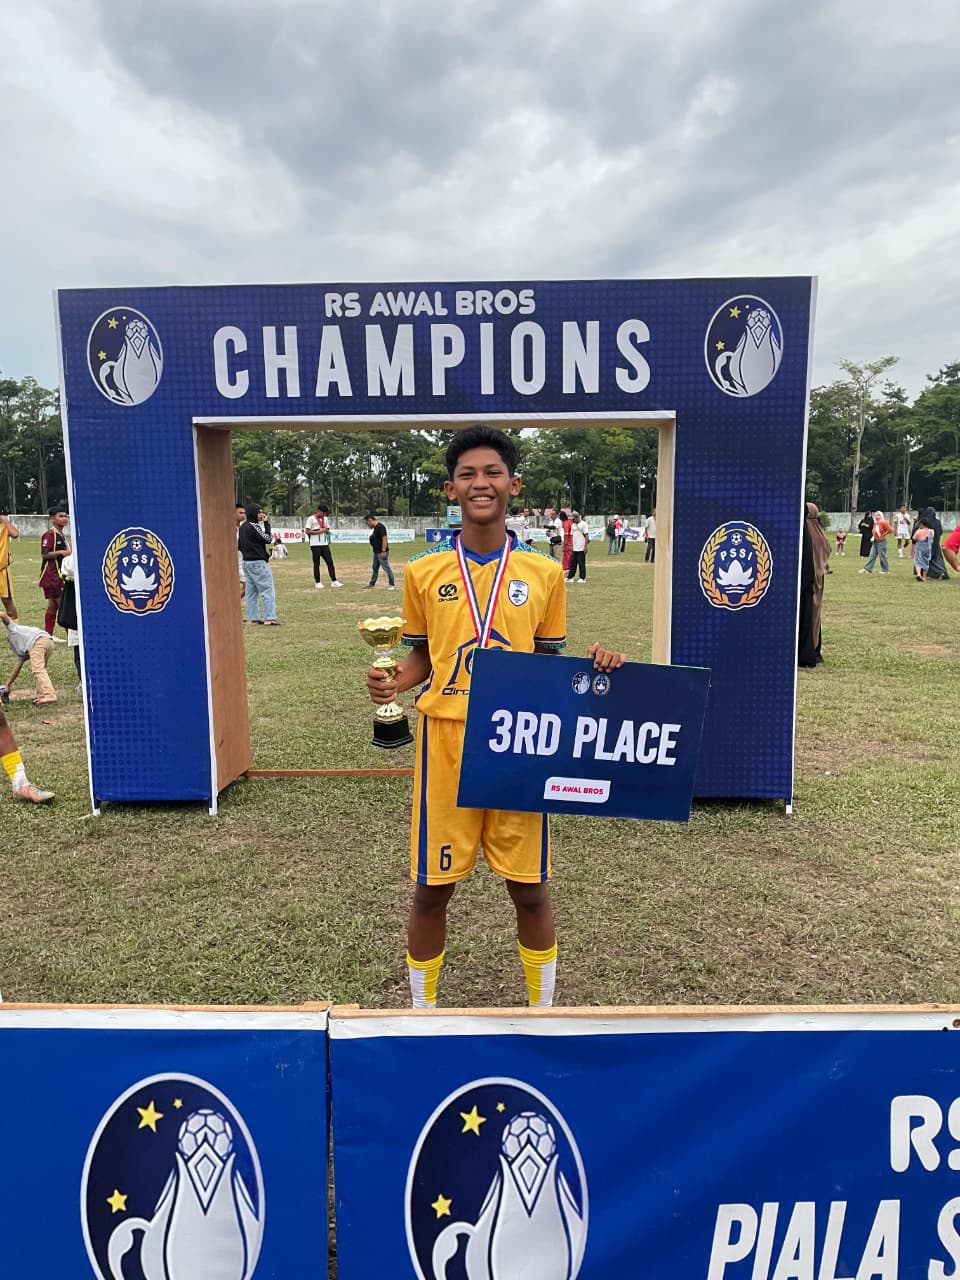 RS AWAL BROS
CHAMPIONS
PSSI
PSSI
3RD PLACE
RS AWAL BROS
6
RS
PIALA S